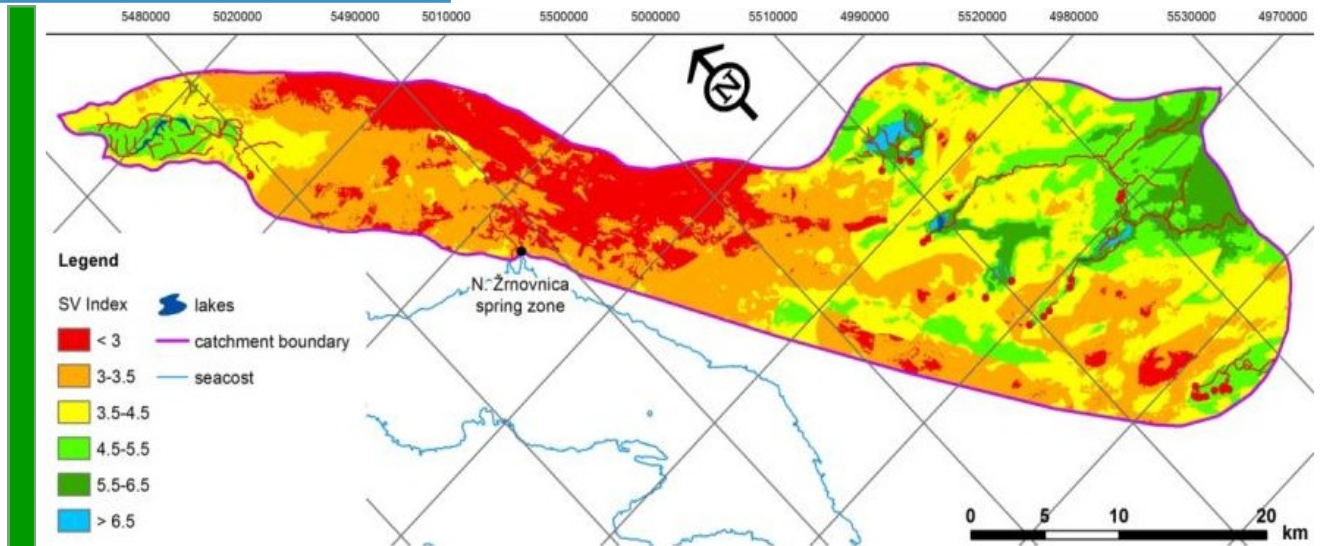 5480000 5020000 5490000 5010000 5500000 5000000 5510000 4990000 5520000 4980000 5530000 4970000
N
N. Žrnovnica
spring zone
Legend
SV Index
< 3
3-3.5
3.5-4.5
4.5-5.5
5.5-6.5
> 6.5
lakes
catchment boundary
seacost
0 5 10 20 km